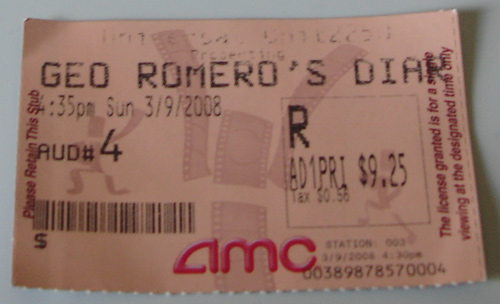 Presenting
GEO ROMERO'S DIAR
4:35pm Sun 3/9/2008
R
AUD# 4
AD1PRI $9.25
Tax $0.56
S
amc
STATION: 003
3/9/2008 4:30pm
00389878570004
Please Retain This Stub
The license granted is for a single
viewing at the designated time only